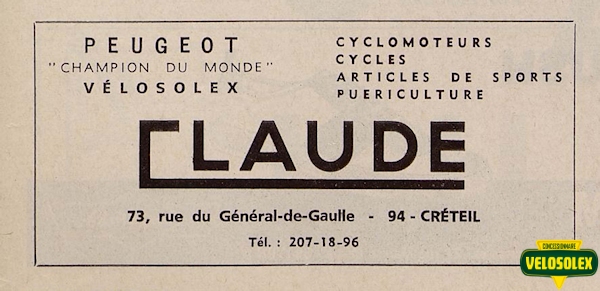 PEUGEOT
"CHAMPION DU MONDE"
VÉLOSOLEX
CYCLOMOTEURS
CYCLES
ARTICLES DE SPORTS
PUERICULTURE
CLAUDE
73, rue du Général-de-Gaulle - 94 - CRÉTEIL
Tél. : 207-18-96
CONCESSIONNAIRE
VELOSOLEX